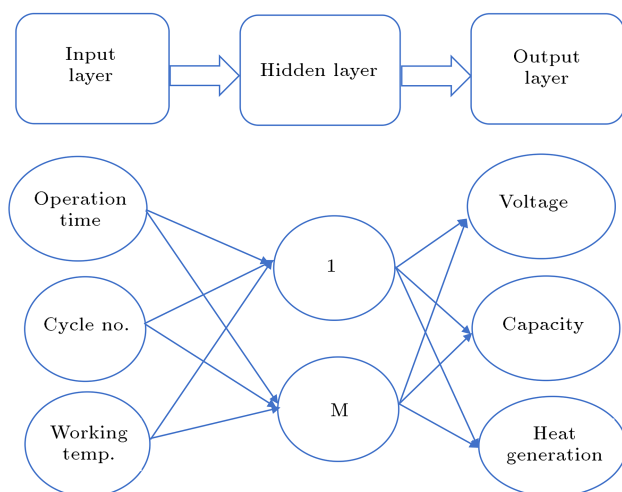 Input
layer
Hidden layer
Output
layer
Operation
time
Cycle no.
Working
temp.
1
M
Voltage
Capacity
Heat
generation